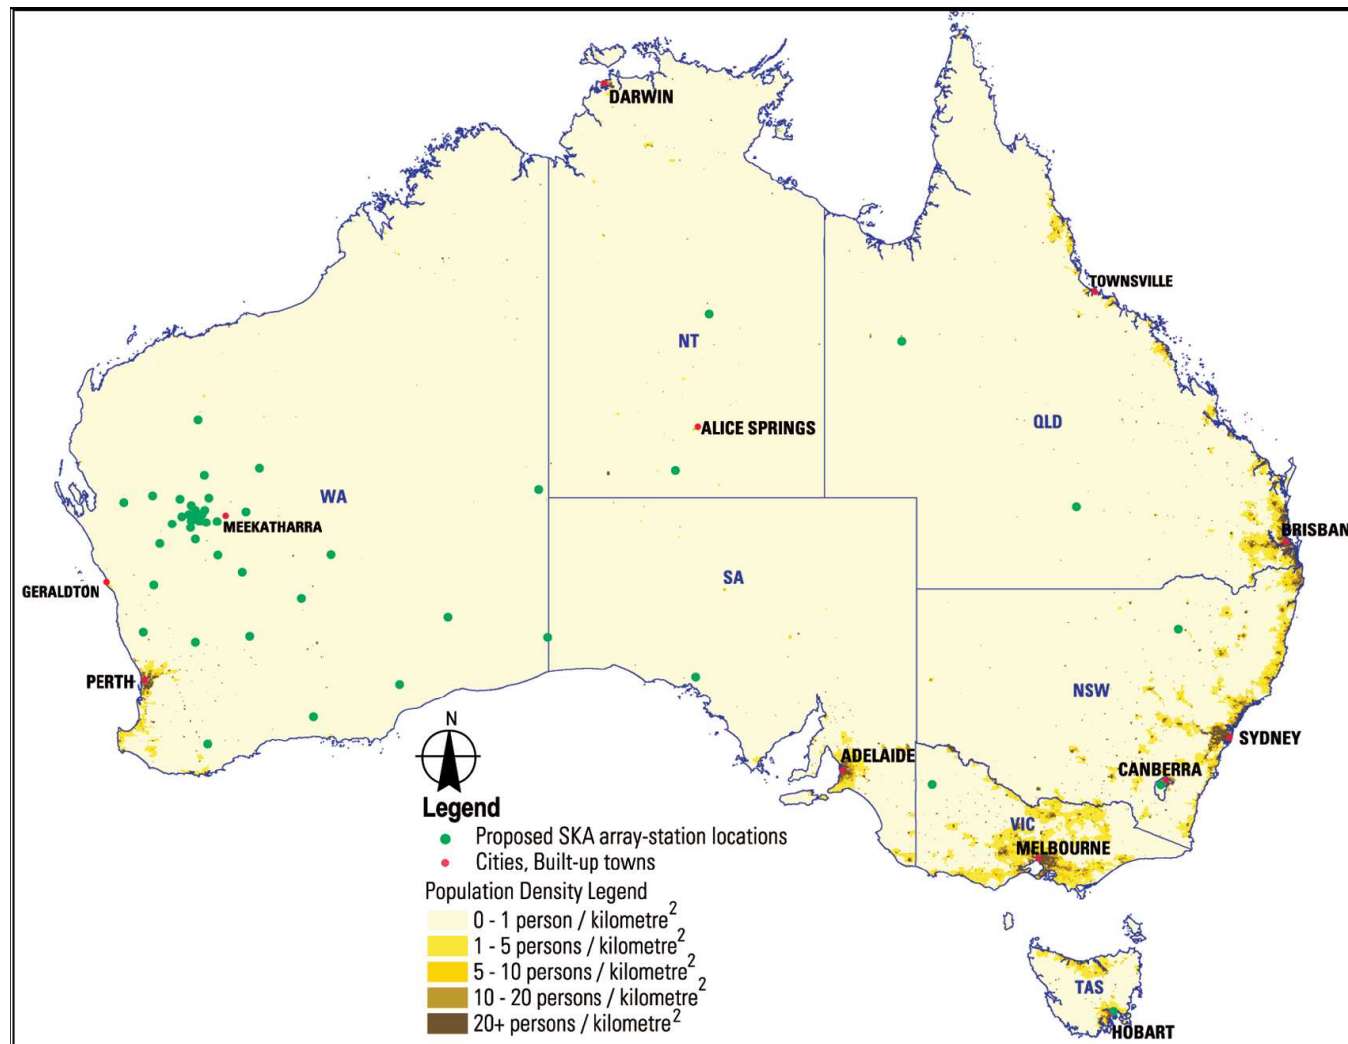 DARWIN
TOWNSVILLE
NT
ALICE SPRINGS
QLD
WA
MEEKATHARRA
BRISBAN
SA
GERALDTON
PERTH
NSW
N
SYDNEY
ADELAIDE
CANBERRA
Legend
VIC
Proposed SKA array-station locations
MELBOURNE
Cities, Built-up towns
Population Density Legend
0 - 1 person / kilometre²
1 - 5 persons / kilometre²
5 - 10 persons / kilometre²
10 - 20 persons / kilometre²
20+ persons / kilometre²
TAS
HOBART